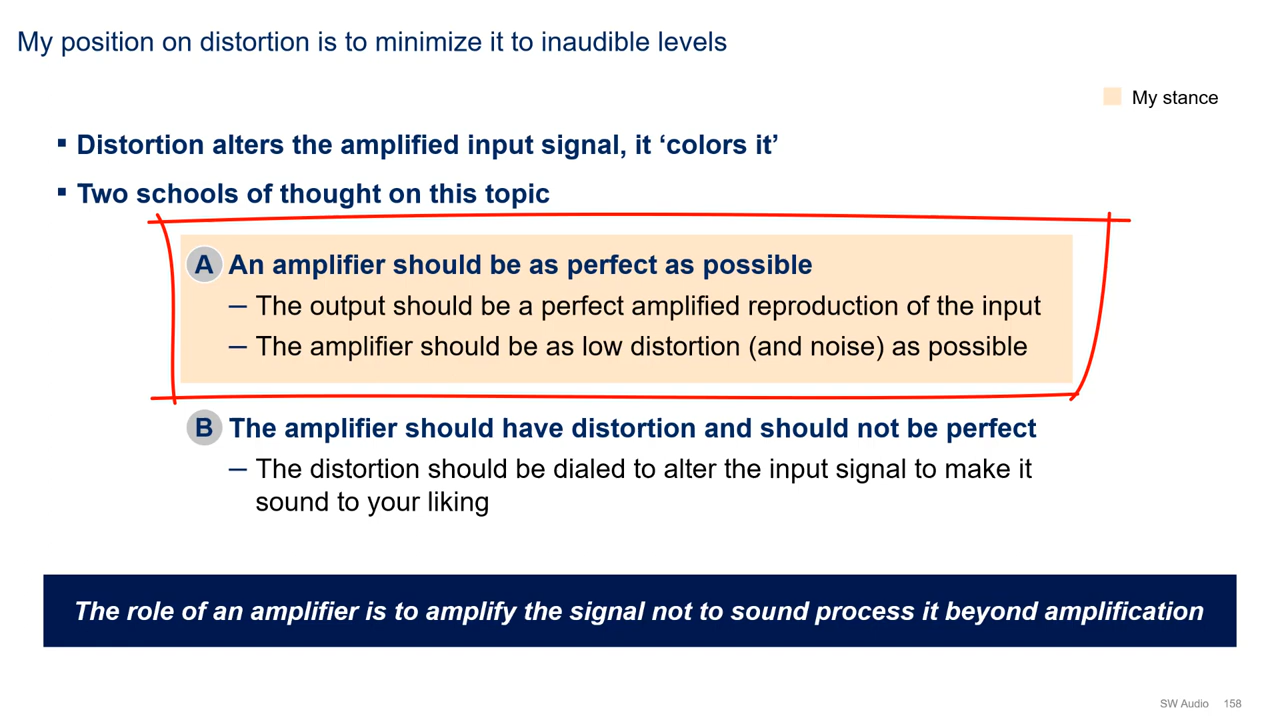 My position on distortion is to minimize it to inaudible levels
My stance
▪ Distortion alters the amplified input signal, it ‘colors it’
▪ Two schools of thought on this topic
A An amplifier should be as perfect as possible
– The output should be a perfect amplified reproduction of the input
– The amplifier should be as low distortion (and noise) as possible
B The amplifier should have distortion and should not be perfect
– The distortion should be dialed to alter the input signal to make it
sound to your liking
The role of an amplifier is to amplify the signal not to sound process it beyond amplification
SW Audio 158